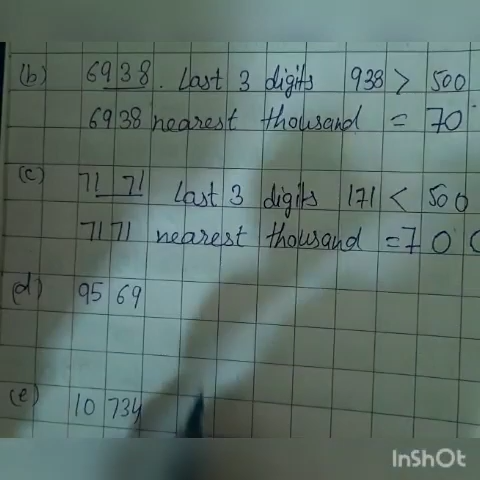 (b) 6938. Last 3 digits 938 > 500
6938 nearest thousand = 70
(c) 7171 Last 3 digits 171 < 500
7171 nearest thousand = 700
(d) 9569
(e) 10734
InShOt